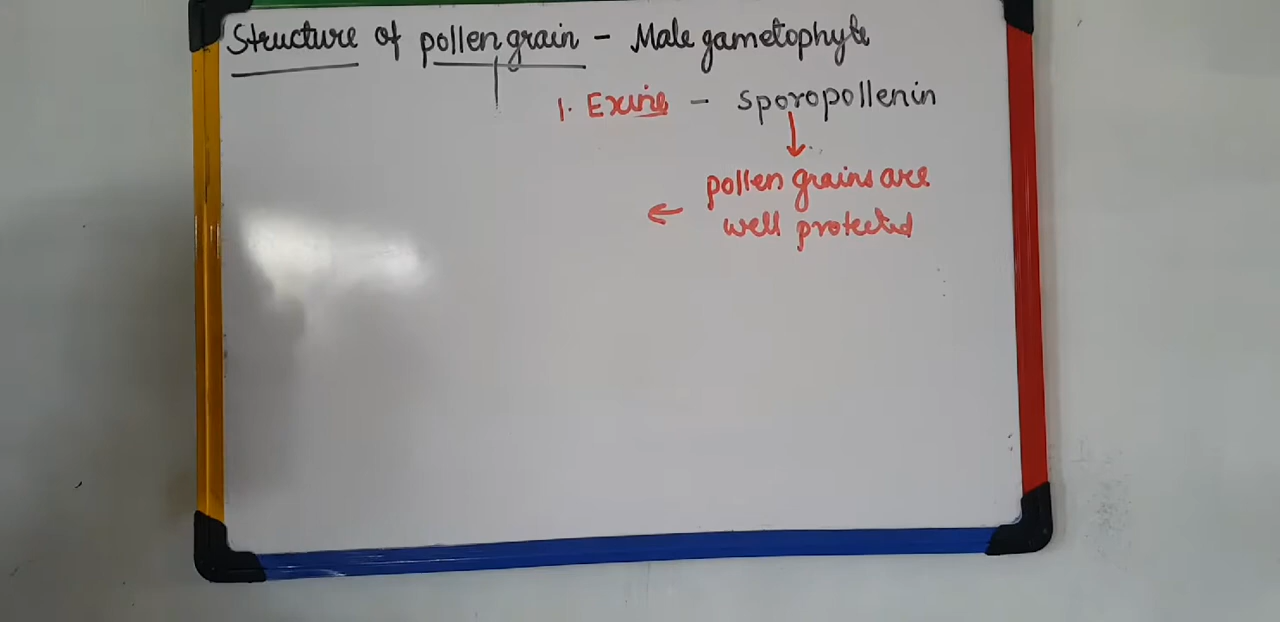 Structure of pollen grain - Male gametophyte
1. Exine - sporopollenin
↓
pollen grains are
← well protected